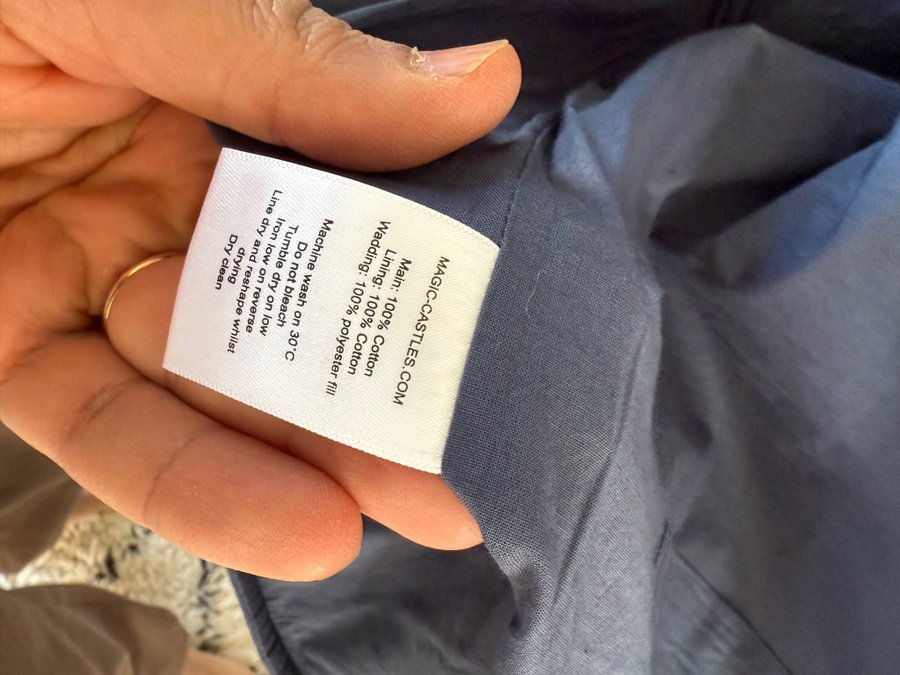 MAGIC-CASTLES.COM
Main: 100% Cotton
Lining: 100% Cotton
Wadding: 100% polyester fill
Machine wash on 30°C
Do not bleach
Tumble dry on low
Iron low on reverse
Line dry and reshape whilst
drying
Dry clean